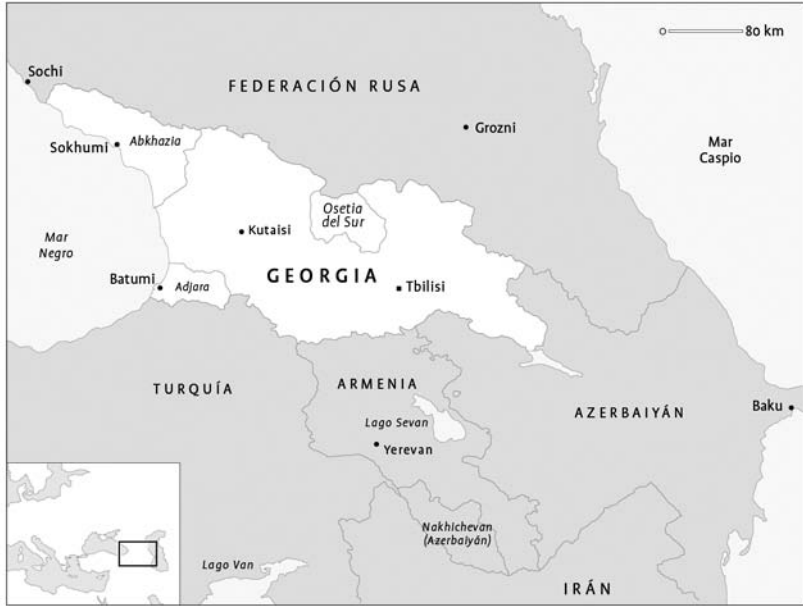 80 km
Sochi
FEDERACIÓN RUSA
Grozni
Mar
Caspio
Abkhazia
Sokhumi
Osetia
del Sur
Kutaisi
Mar
Negro
GEORGIA
Batumi
Adjara
Tbilisi
TURQUÍA
ARMENIA
AZERBAIYÁN
Baku
Lago Sevan
Yerevan
Nakhichevan
(Azerbaiyán)
Lago Van
IRÁN